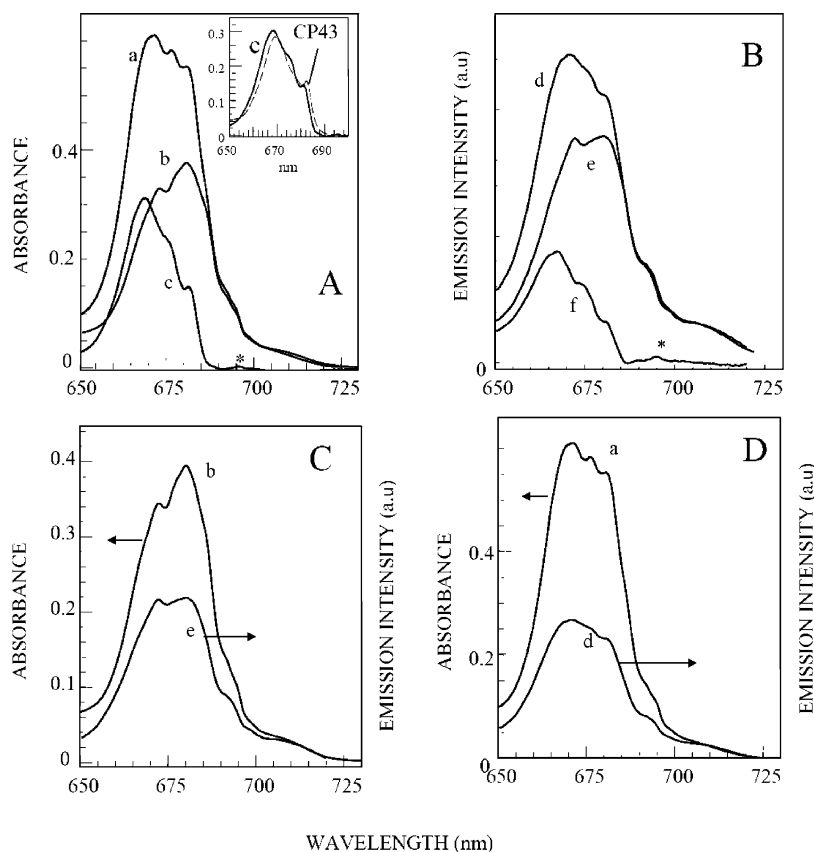 0.4
0.2
0
ABSORBANCE
a
b
c
*
A
650 675 700 725
0.3
0.2
0.1
0
c
CP43
650 670 690
nm
EMISSION INTENSITY (a.u)
0
B
d
e
f
*
650 675 700 725
0.4
0.3
0.2
0.1
0
ABSORBANCE
C
b
e
EMISSION INTENSITY (a.u)
650 675 700
0.4
0.2
0
ABSORBANCE
D
a
d
EMISSION INTENSITY (a.u)
650 675 700 725
WAVELENGTH (nm)